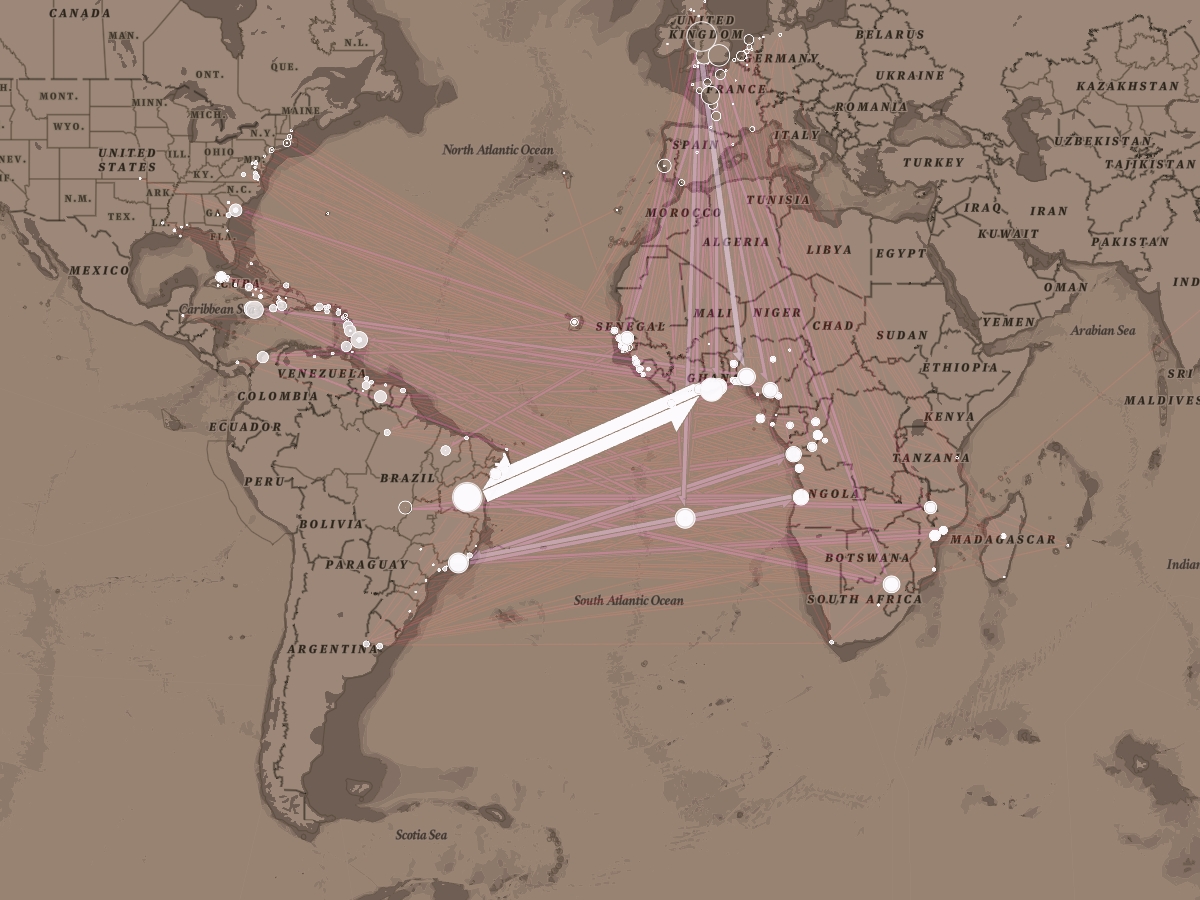 CANADA
UNITED
KINGDOM
MAN.
N.L.
BELARUS
GERMANY
ONT.
QUE.
UKRAINE
KAZAKHSTAN
MONT.
MINN.
FRANCE
MICH.
MAINE
ROMANIA
WYO.
N.Y.
ITALY
UZBEKISTAN
North Atlantic Ocean
SPAIN
UNITED
STATES
ILL.
OHIO
NEV.
TURKEY
TAJIKISTAN
KY.
N.M.
ARK.
N.C.
TUNISIA
IRAQ
IRAN
TEX.
GA.
MOROCCO
KUWAIT
FLA.
ALGERIA
LIBYA
EGYPT
PAKISTAN
MEXICO
IND
CUBA
OMAN
Caribbean S
MALI
NIGER
SENEGAL
CHAD
SUDAN
YEMEN
Arabian Sea
ETHIOPIA
SRI
VENEZUELA
GHAN
COLOMBIA
MALDIVES
ECUADOR
KENYA
TANZANIA
BRAZIL
PERU
NGOLA
BOLIVIA
MADAGASCAR
BOTSWANA
PARAGUAY
Indian
South Atlantic Ocean
SOUTH AFRICA
ARGENTINA
Scotia Sea